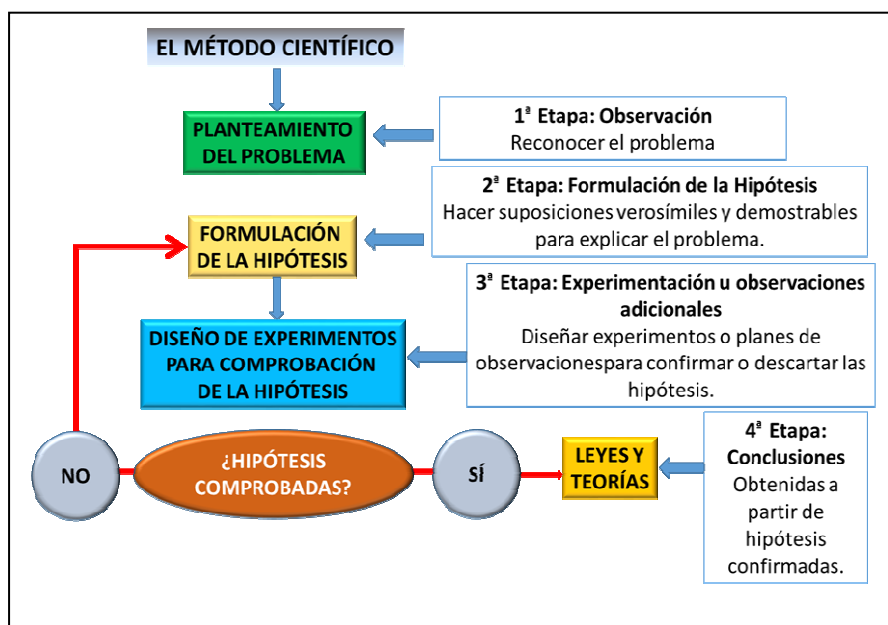 EL MÉTODO CIENTÍFICO
PLANTEAMIENTO
DEL PROBLEMA
1ª Etapa: Observación
Reconocer el problema
2ª Etapa: Formulación de la Hipótesis
Hacer suposiciones verosímiles y demostrables
para explicar el problema.
FORMULACIÓN
DE LA HIPÓTESIS
3ª Etapa: Experimentación u observaciones
adicionales
Diseñar experimentos o planes de
observacionespara confirmar o descartar las
hipótesis.
DISEÑO DE EXPERIMENTOS
PARA COMPROBACIÓN
DE LA HIPÓTESIS
NO
¿HIPÓTESIS
COMPROBADAS?
SÍ
LEYES Y
TEORÍAS
4ª Etapa:
Conclusiones
Obtenidas a
partir de
hipótesis
confirmadas.